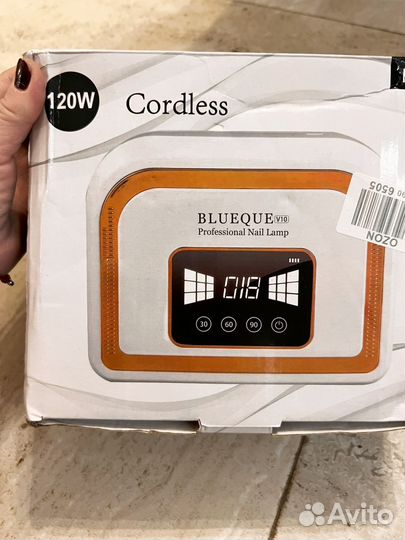 120W
Cordless
BLUEQUE V10
Professional Nail Lamp
018
30 60 90
OZON
6505
Avito